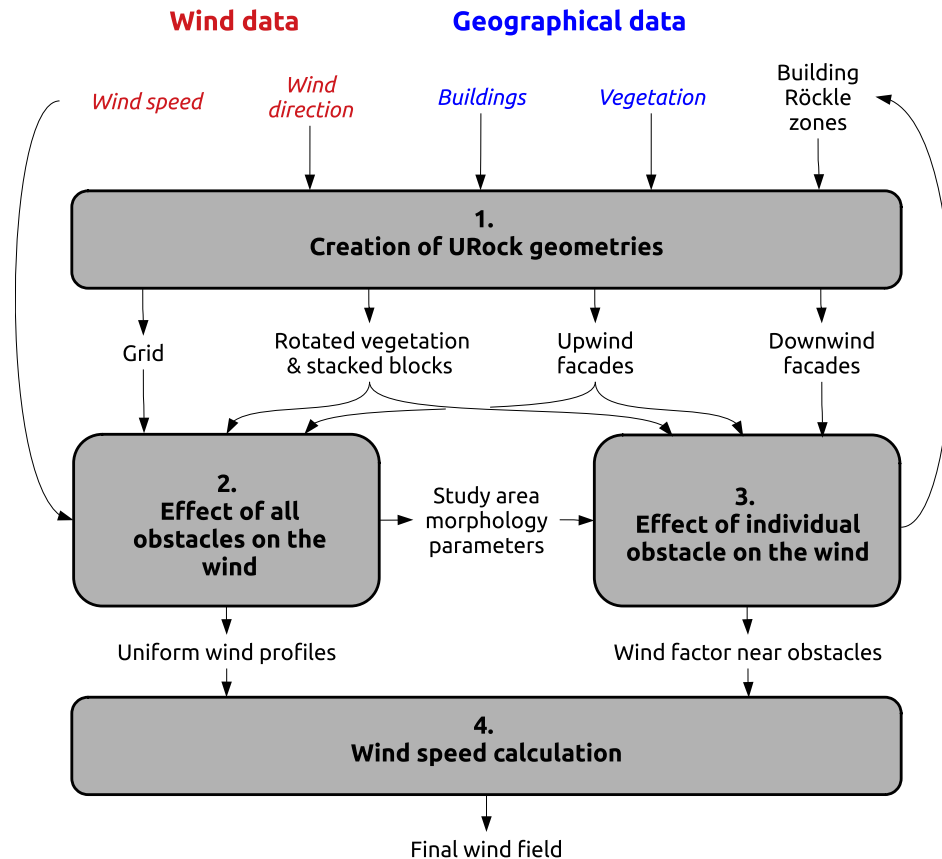 Wind data
Geographical data
Wind speed
Wind
direction
Buildings
Vegetation
Building
Röckle
zones
1.
Creation of URock geometries
Grid
Rotated vegetation
& stacked blocks
Upwind
facades
Downwind
facades
2.
Effect of all
obstacles on the
wind
Study area
morphology
parameters
3.
Effect of individual
obstacle on the wind
Uniform wind profiles
Wind factor near obstacles
4.
Wind speed calculation
Final wind field